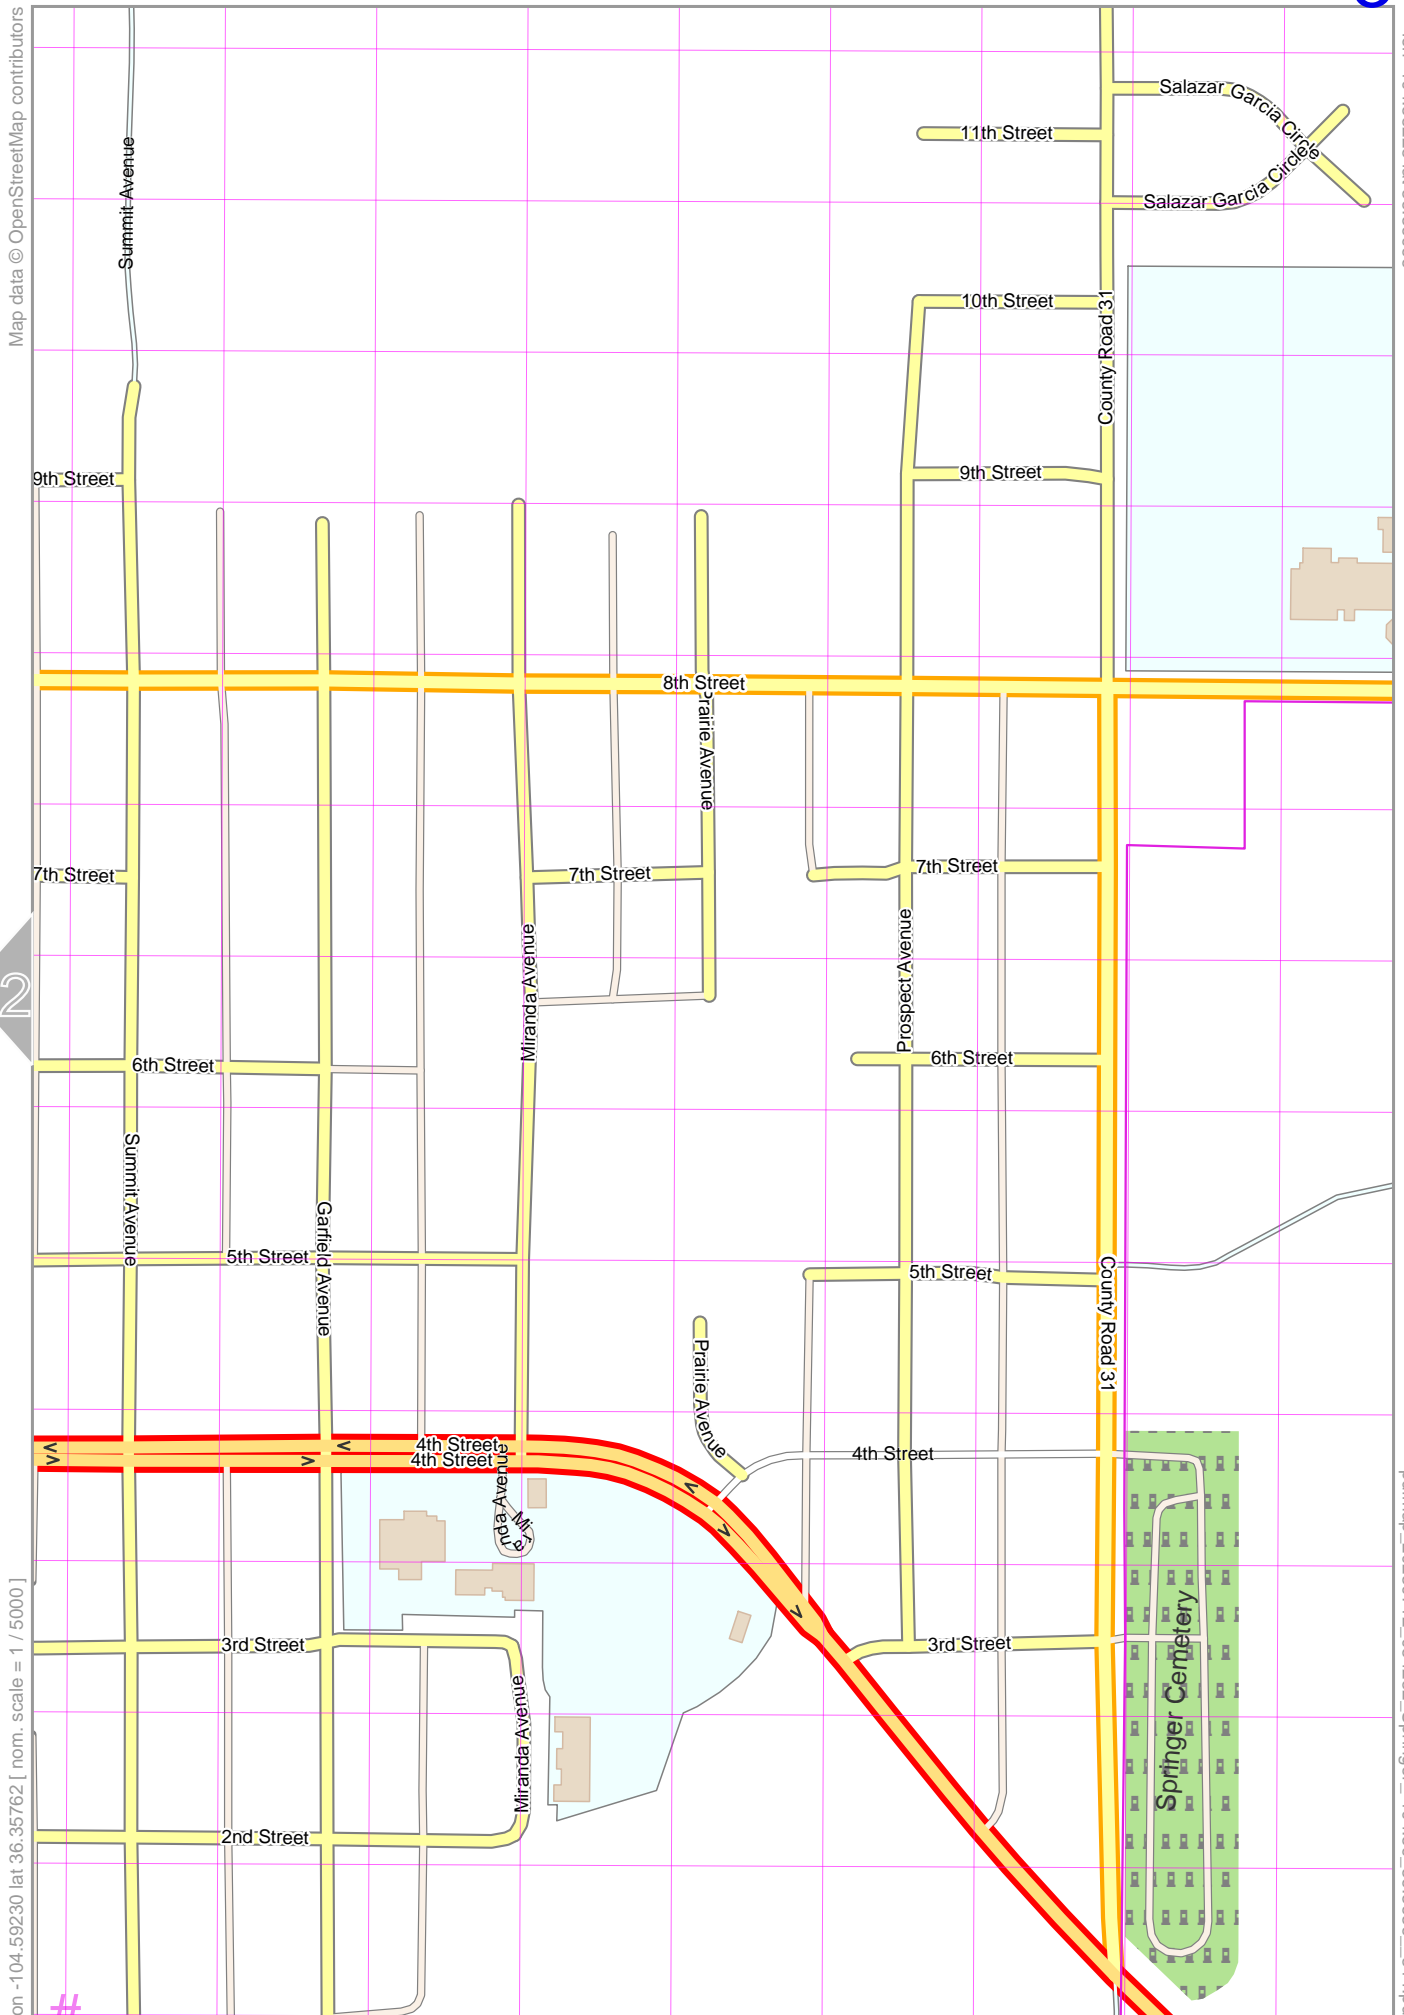 Map data © OpenStreetMap contributors
Salazar Garcia Circle
11th Street
Summit Avenue
Salazar Garcia Circle
10th Street
County Road 31
9th Street
9th Street
8th Street
Prairie Avenue
7th Street
7th Street
7th Street
Prospect Avenue
Miranda Avenue
2
6th Street
6th Street
Summit Avenue
Garfield Avenue
5th Street
5th Street
County Road 31
Prairie Avenue
4th Street
4th Street
4th Street
Miranda Avenue
3rd Street
3rd Street
Springer Cemetery
Miranda Avenue
2nd Street
on -104.59230 lat 36.35762 [ nom. scale = 1 / 5000 ]
#